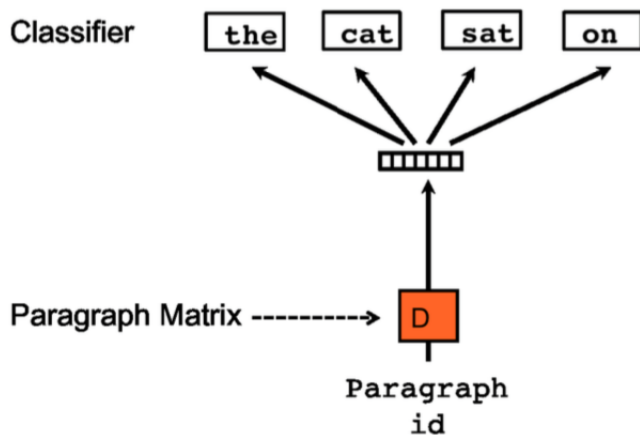 Classifier the cat sat on
Paragraph Matrix D
Paragraph
id